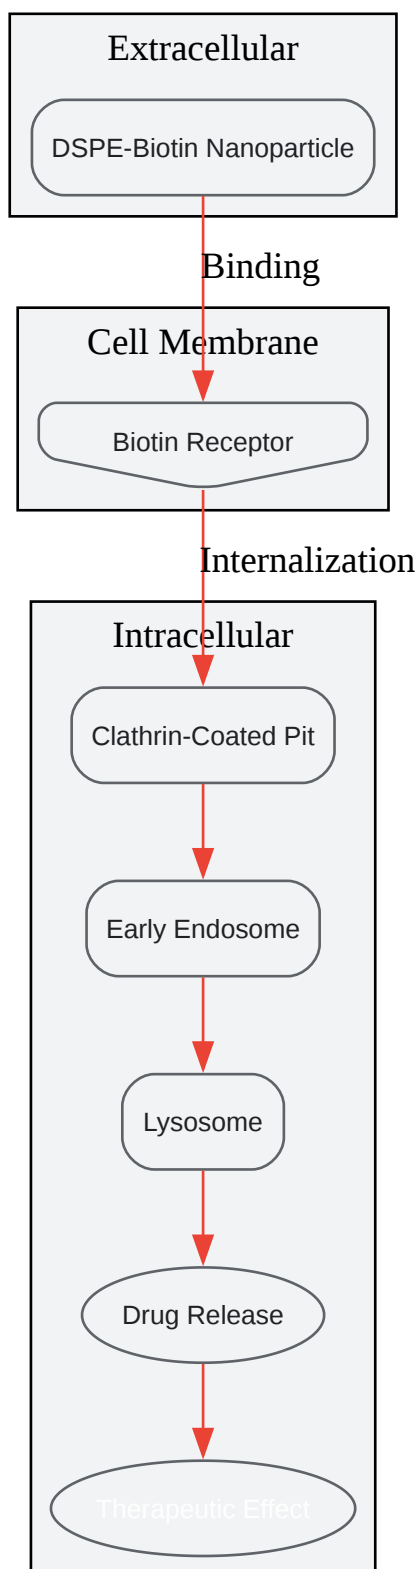 Extracellular
DSPE-Biotin Nanoparticle
Binding
Cell Membrane
Biotin Receptor
Internalization
Intracellular
Clathrin-Coated Pit
Early Endosome
Lysosome
Drug Release
Therapeutic Effect